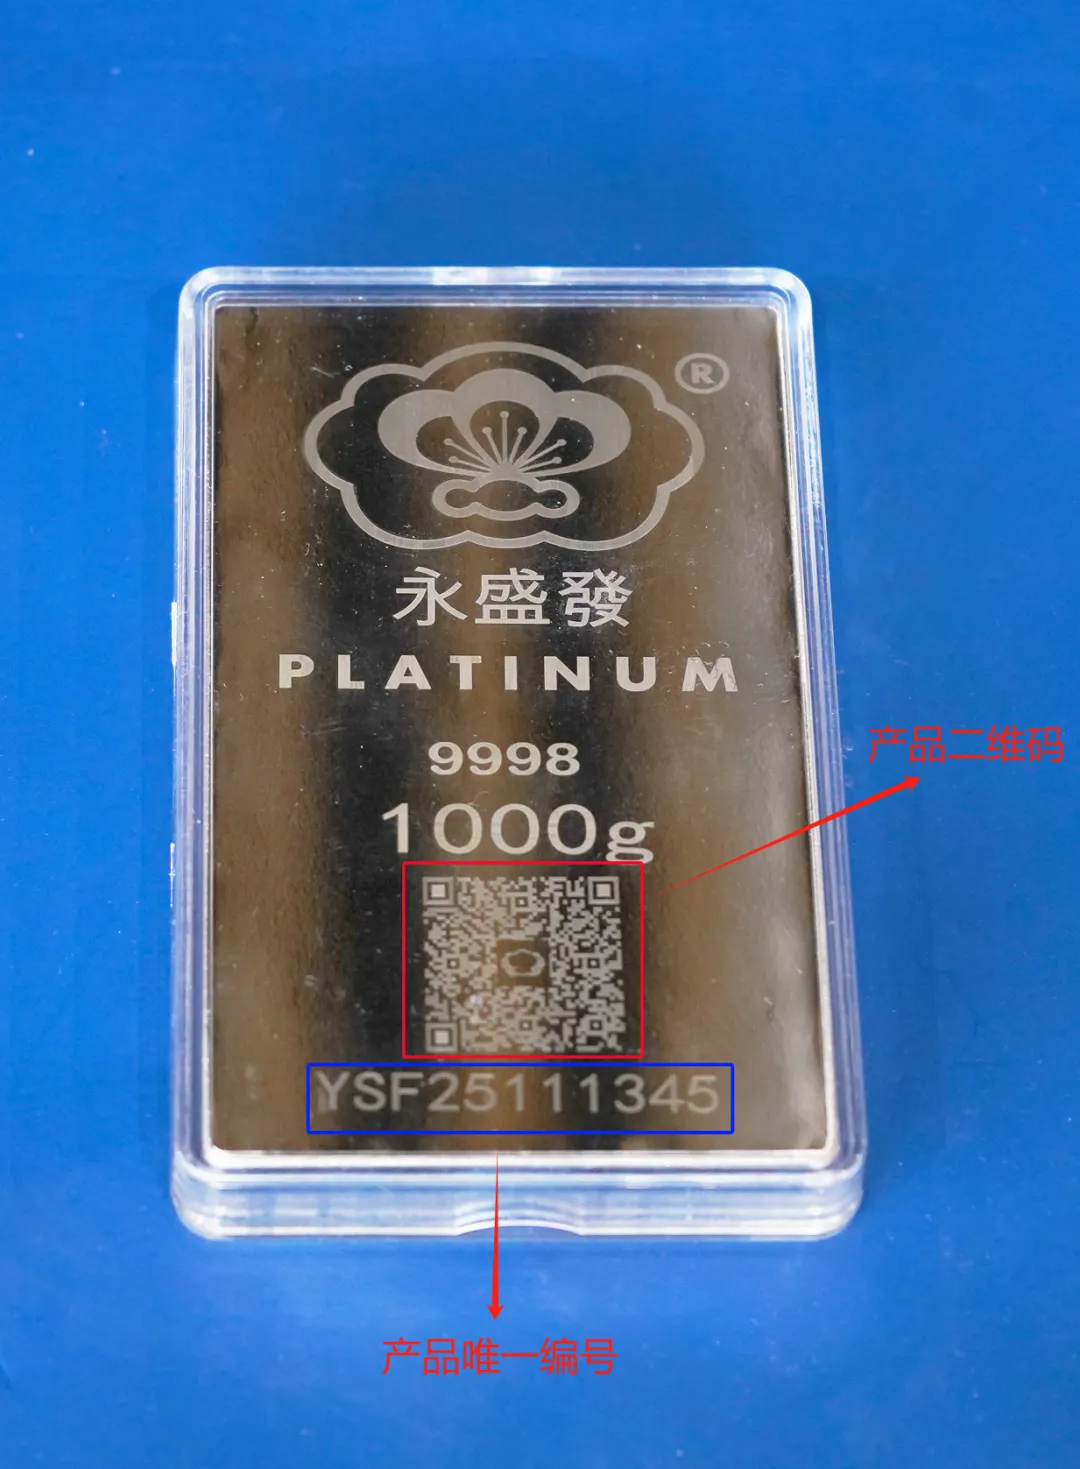 ®
永盛發
PLATINUM
9998
1000g
产品二维码
YSF25111345
产品唯一编号